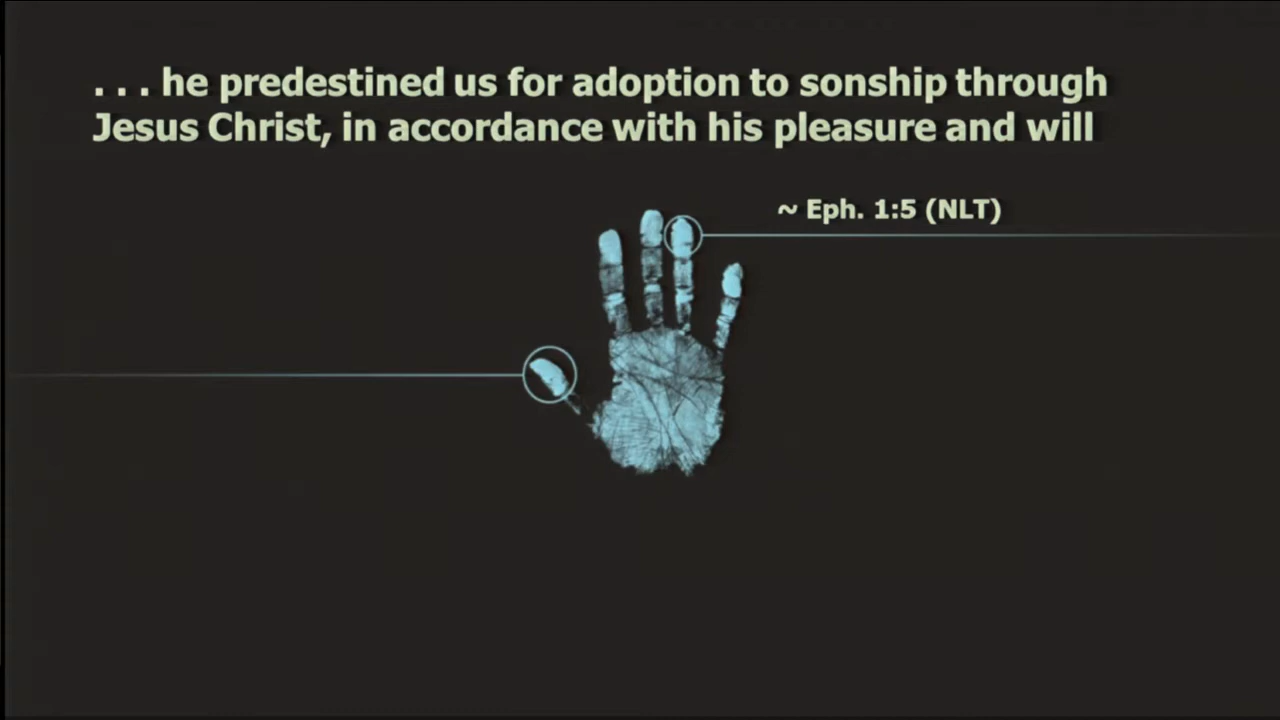 . . . he predestined us for adoption to sonship through
Jesus Christ, in accordance with his pleasure and will
~ Eph. 1:5 (NLT)